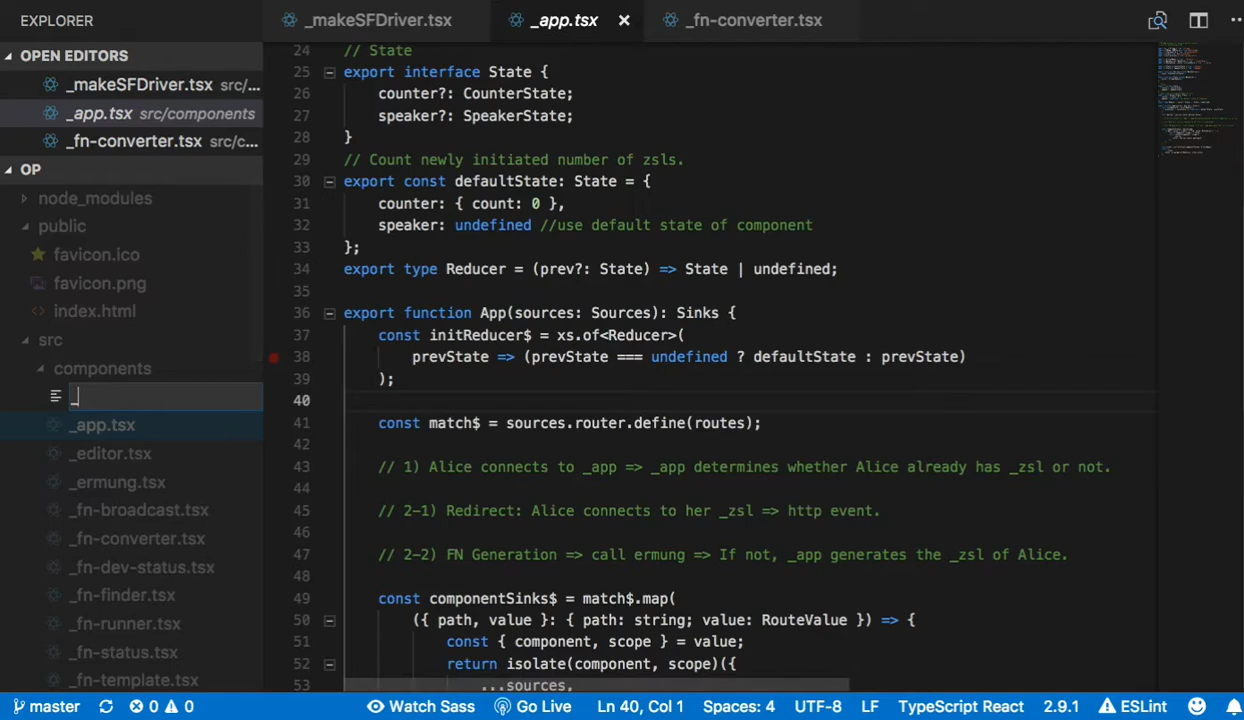 EXPLORER
OPEN EDITORS
_makeSFDriver.tsx src/...
_app.tsx src/components
_fn-converter.tsx src/c...
OP
node_modules
public
favicon.ico
favicon.png
index.html
src
components
_
_app.tsx
_editor.tsx
_ermung.tsx
_fn-broadcast.tsx
_fn-converter.tsx
_fn-dev-status.tsx
_fn-finder.tsx
_fn-runner.tsx
_fn-status.tsx
_fn-template.tsx
_makeSFDriver.tsx _app.tsx × _fn-converter.tsx
24 // State
25 export interface State {
26 counter?: CounterState;
27 speaker?: SpeakerState;
28 }
29 // Count newly initiated number of zsls.
30 export const defaultState: State = {
31 counter: { count: 0 },
32 speaker: undefined //use default state of component
33 };
34 export type Reducer = (prev?: State) => State | undefined;
35
36 export function App(sources: Sources): Sinks {
37 const initReducer$ = xs.of<Reducer>(
38 prevState => (prevState === undefined ? defaultState : prevState)
39 );
40
41 const match$ = sources.router.define(routes);
42
43 // 1) Alice connects to _app => _app determines whether Alice already has _zsl or not.
44
45 // 2-1) Redirect: Alice connects to her _zsl => http event.
46
47 // 2-2) FN Generation => call ermung => If not, _app generates the _zsl of Alice.
48
49 const componentSinks$ = match$.map(
50 ({ path, value }: { path: string; value: RouteValue }) => {
51 const { component, scope } = value;
52 return isolate(component, scope)({
53 ...sources,
master 0 0 Watch Sass Go Live Ln 40, Col 1 Spaces: 4 UTF-8 LF TypeScript React 2.9.1 ESLint